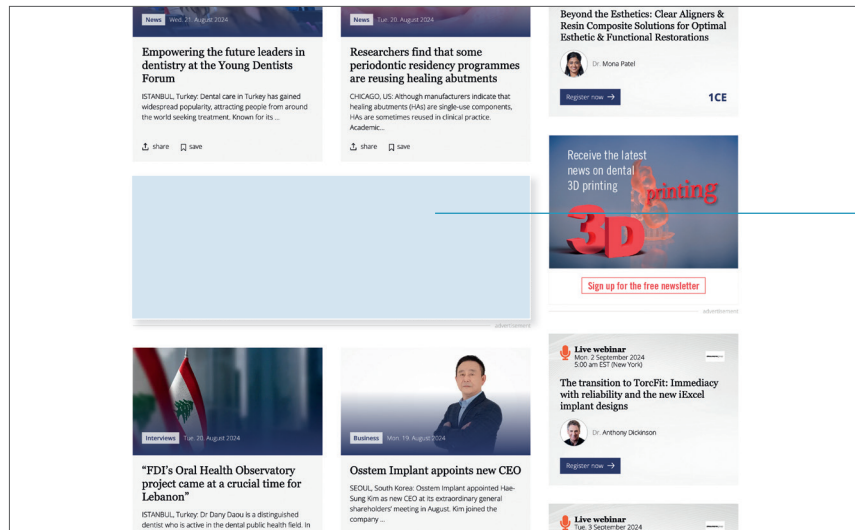 News Wed. 21. August 2024
Empowering the future leaders in
dentistry at the Young Dentists
Forum
ISTANBUL, Turkey: Dental care in Turkey has gained
widespread popularity, attracting people from around
the world seeking treatment. Known for its ...
share save
News Tue. 20. August 2024
Researchers find that some
periodontic residency programmes
are reusing healing abutments
CHICAGO, US: Although manufacturers indicate that
healing abutments (HAs) are single-use components,
HAs are sometimes reused in clinical practice.
Academic...
share save
Beyond the Esthetics: Clear Aligners &
Resin Composite Solutions for Optimal
Esthetic & Functional Restorations
Dr. Mona Patel
Register now →
1CE
Receive the latest
news on dental
3D printing
printing
3D
Sign up for the free newsletter
advertisement
advertisement
Interviews Tue. 20. August 2024
“FDI’s Oral Health Observatory
project came at a crucial time for
Lebanon”
ISTANBUL, Turkey: Dr Dany Daou is a distinguished
dentist who is active in the dental public health field. In
Business Mon. 19. August 2024
Osstem Implant appoints new CEO
SEOUL, South Korea: Osstem Implant appointed Hae-
Sung Kim as new CEO at its extraordinary general
shareholders’ meeting in August. Kim joined the
company ...
Live webinar
Mon. 2 September 2024
5:00 am EST (New York)
The transition to TorcFit: Immediacy
with reliability and the new iExcel
implant designs
Dr. Anthony Dickinson
Register now →
Live webinar
Tue. 3 September 2024